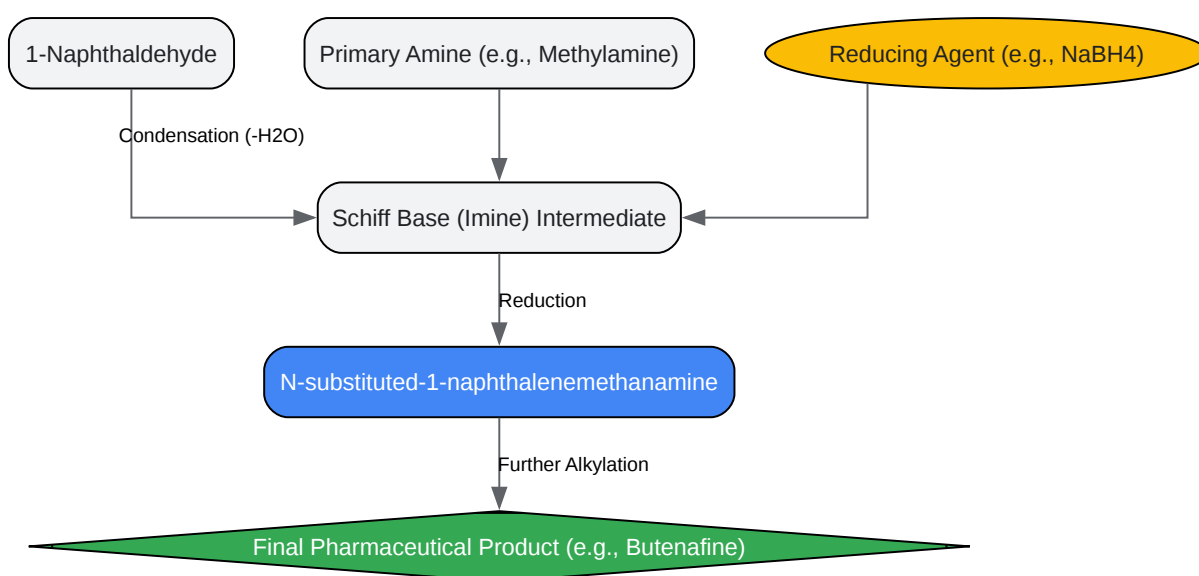 1-Naphthaldehyde
Primary Amine (e.g., Methylamine)
Reducing Agent (e.g., NaBH4)
Condensation (-H2O)
Schiff Base (Imine) Intermediate
Reduction
N-substituted-1-naphthalenemethanamine
Further Alkylation
Final Pharmaceutical Product (e.g., Butenafine)